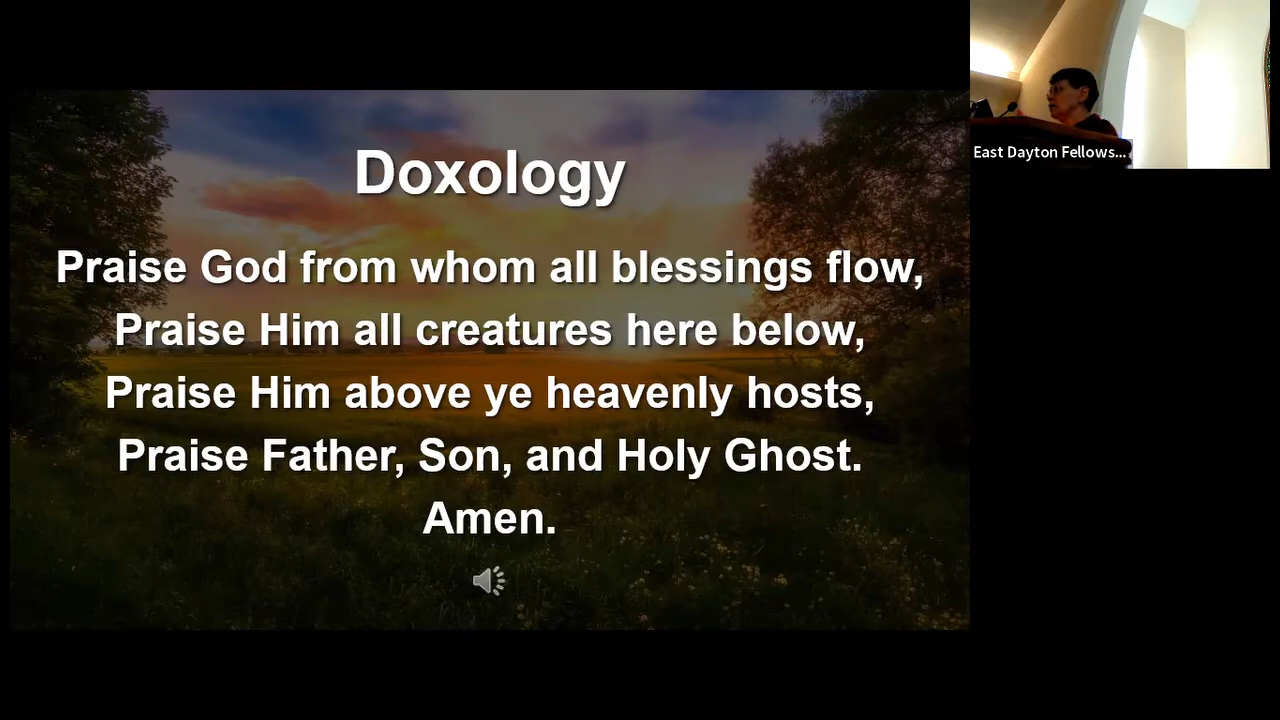 Doxology
Praise God from whom all blessings flow,
Praise Him all creatures here below,
Praise Him above ye heavenly hosts,
Praise Father, Son, and Holy Ghost.
Amen.
East Dayton Fellows...